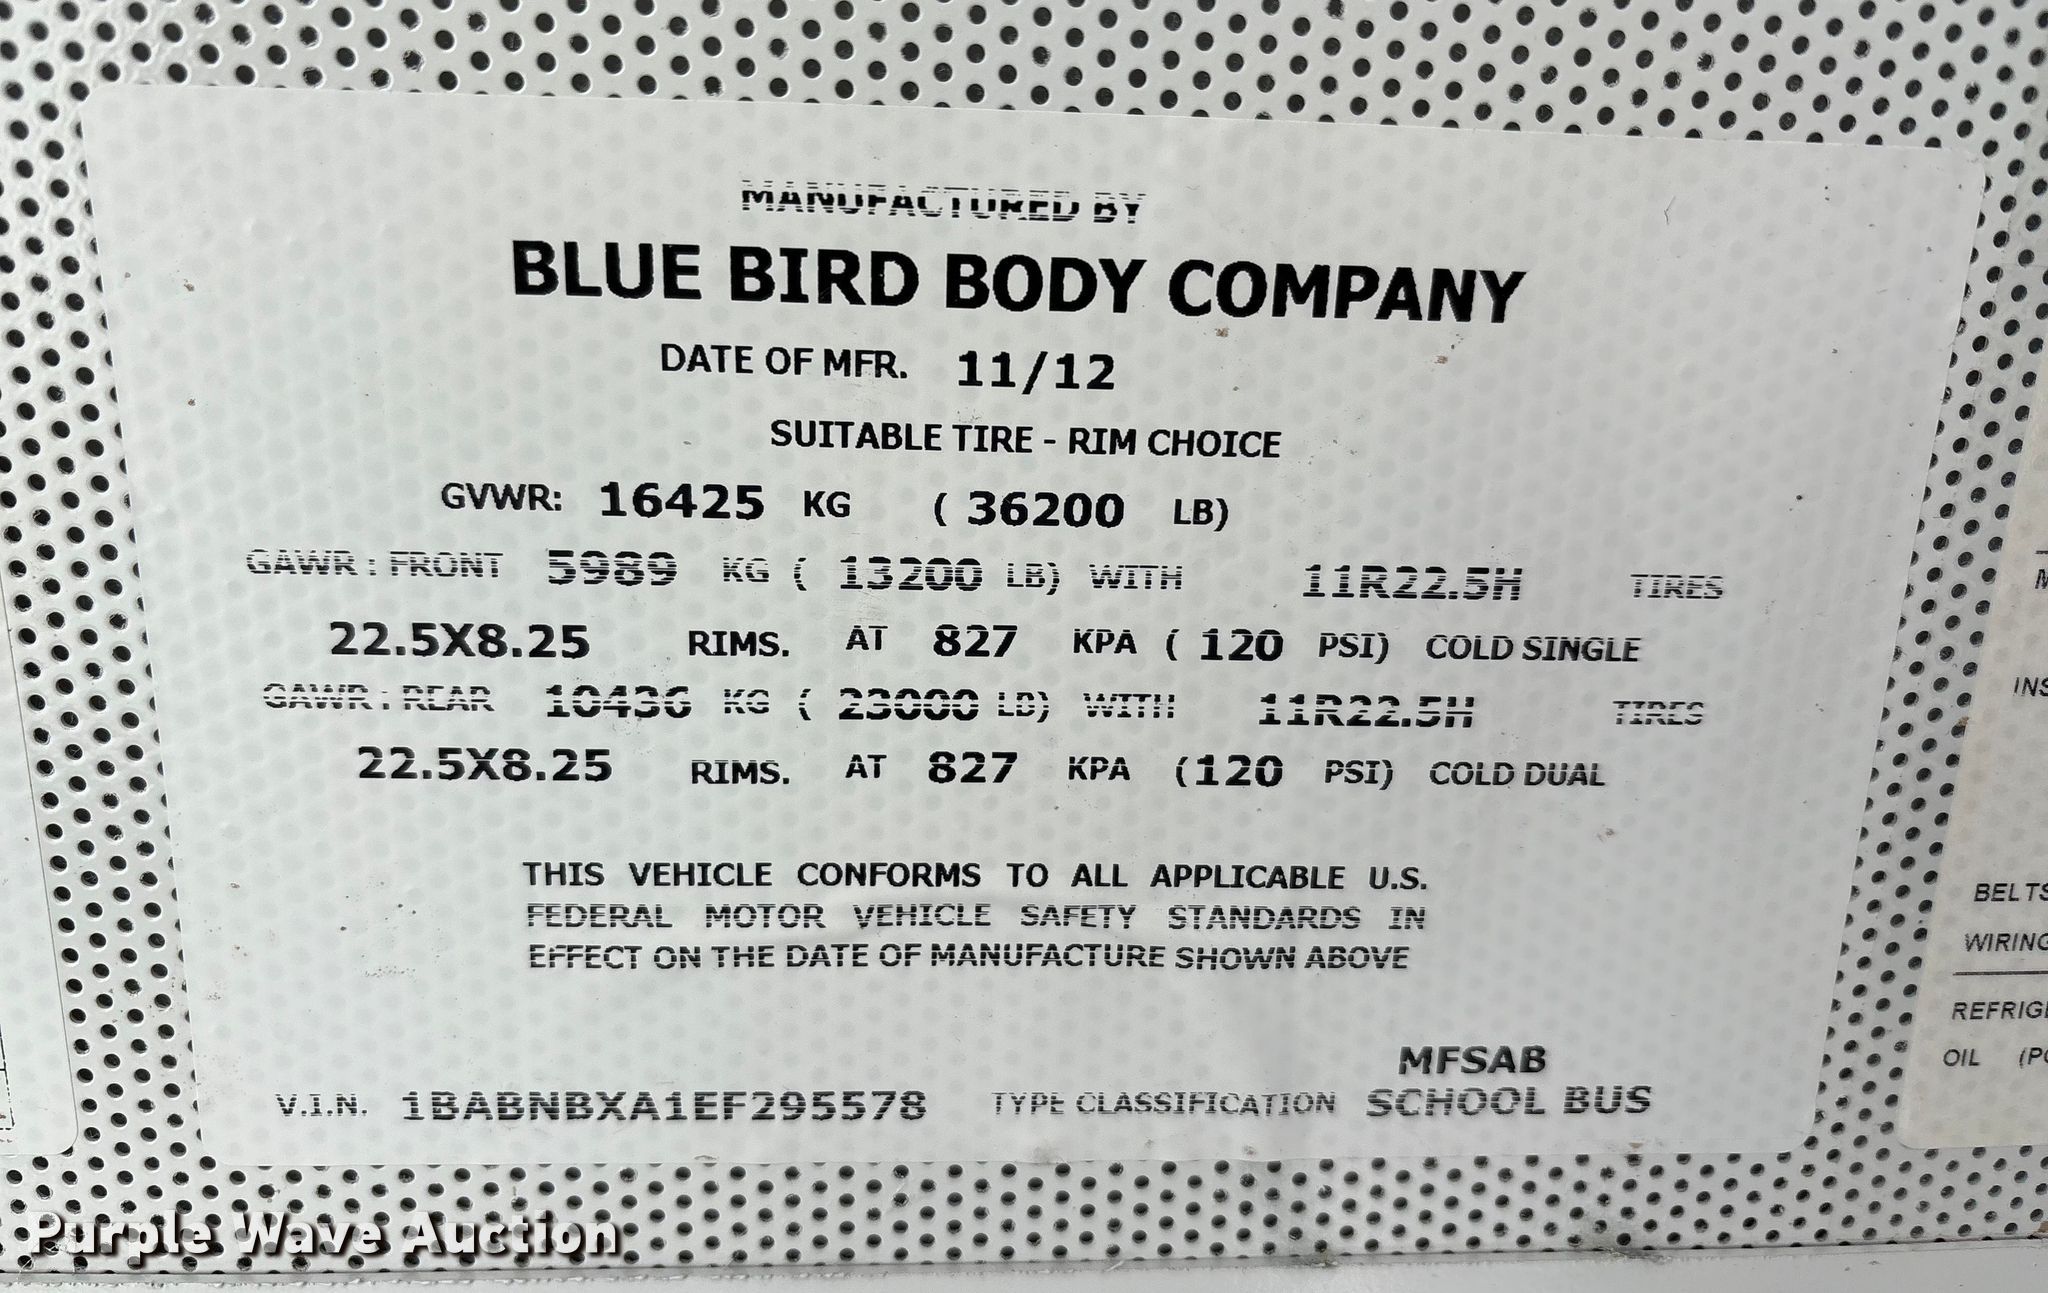 MANUFACTURED BY
BLUE BIRD BODY COMPANY
DATE OF MFR. 11/12
SUITABLE TIRE - RIM CHOICE
GVWR: 16425 KG ( 36200 LB)
GAWR : FRONT 5989 KG ( 13200 LB) WITH 11R22.5H TIRES
22.5X8.25 RIMS. AT 827 KPA ( 120 PSI) COLD SINGLE
GAWR : REAR 10436 KG ( 23000 LB) WITH 11R22.5H TIRES
22.5X8.25 RIMS. AT 827 KPA (120 PSI) COLD DUAL
THIS VEHICLE CONFORMS TO ALL APPLICABLE U.S.
FEDERAL MOTOR VEHICLE SAFETY STANDARDS IN
EFFECT ON THE DATE OF MANUFACTURE SHOWN ABOVE
MFSAB
V.I.N. 1BABNBXA1EF295578 TYPE CLASSIFICATION SCHOOL BUS
INS
BELTS
WIRING
REFRIG
OIL (PO
Purple Wave Auction